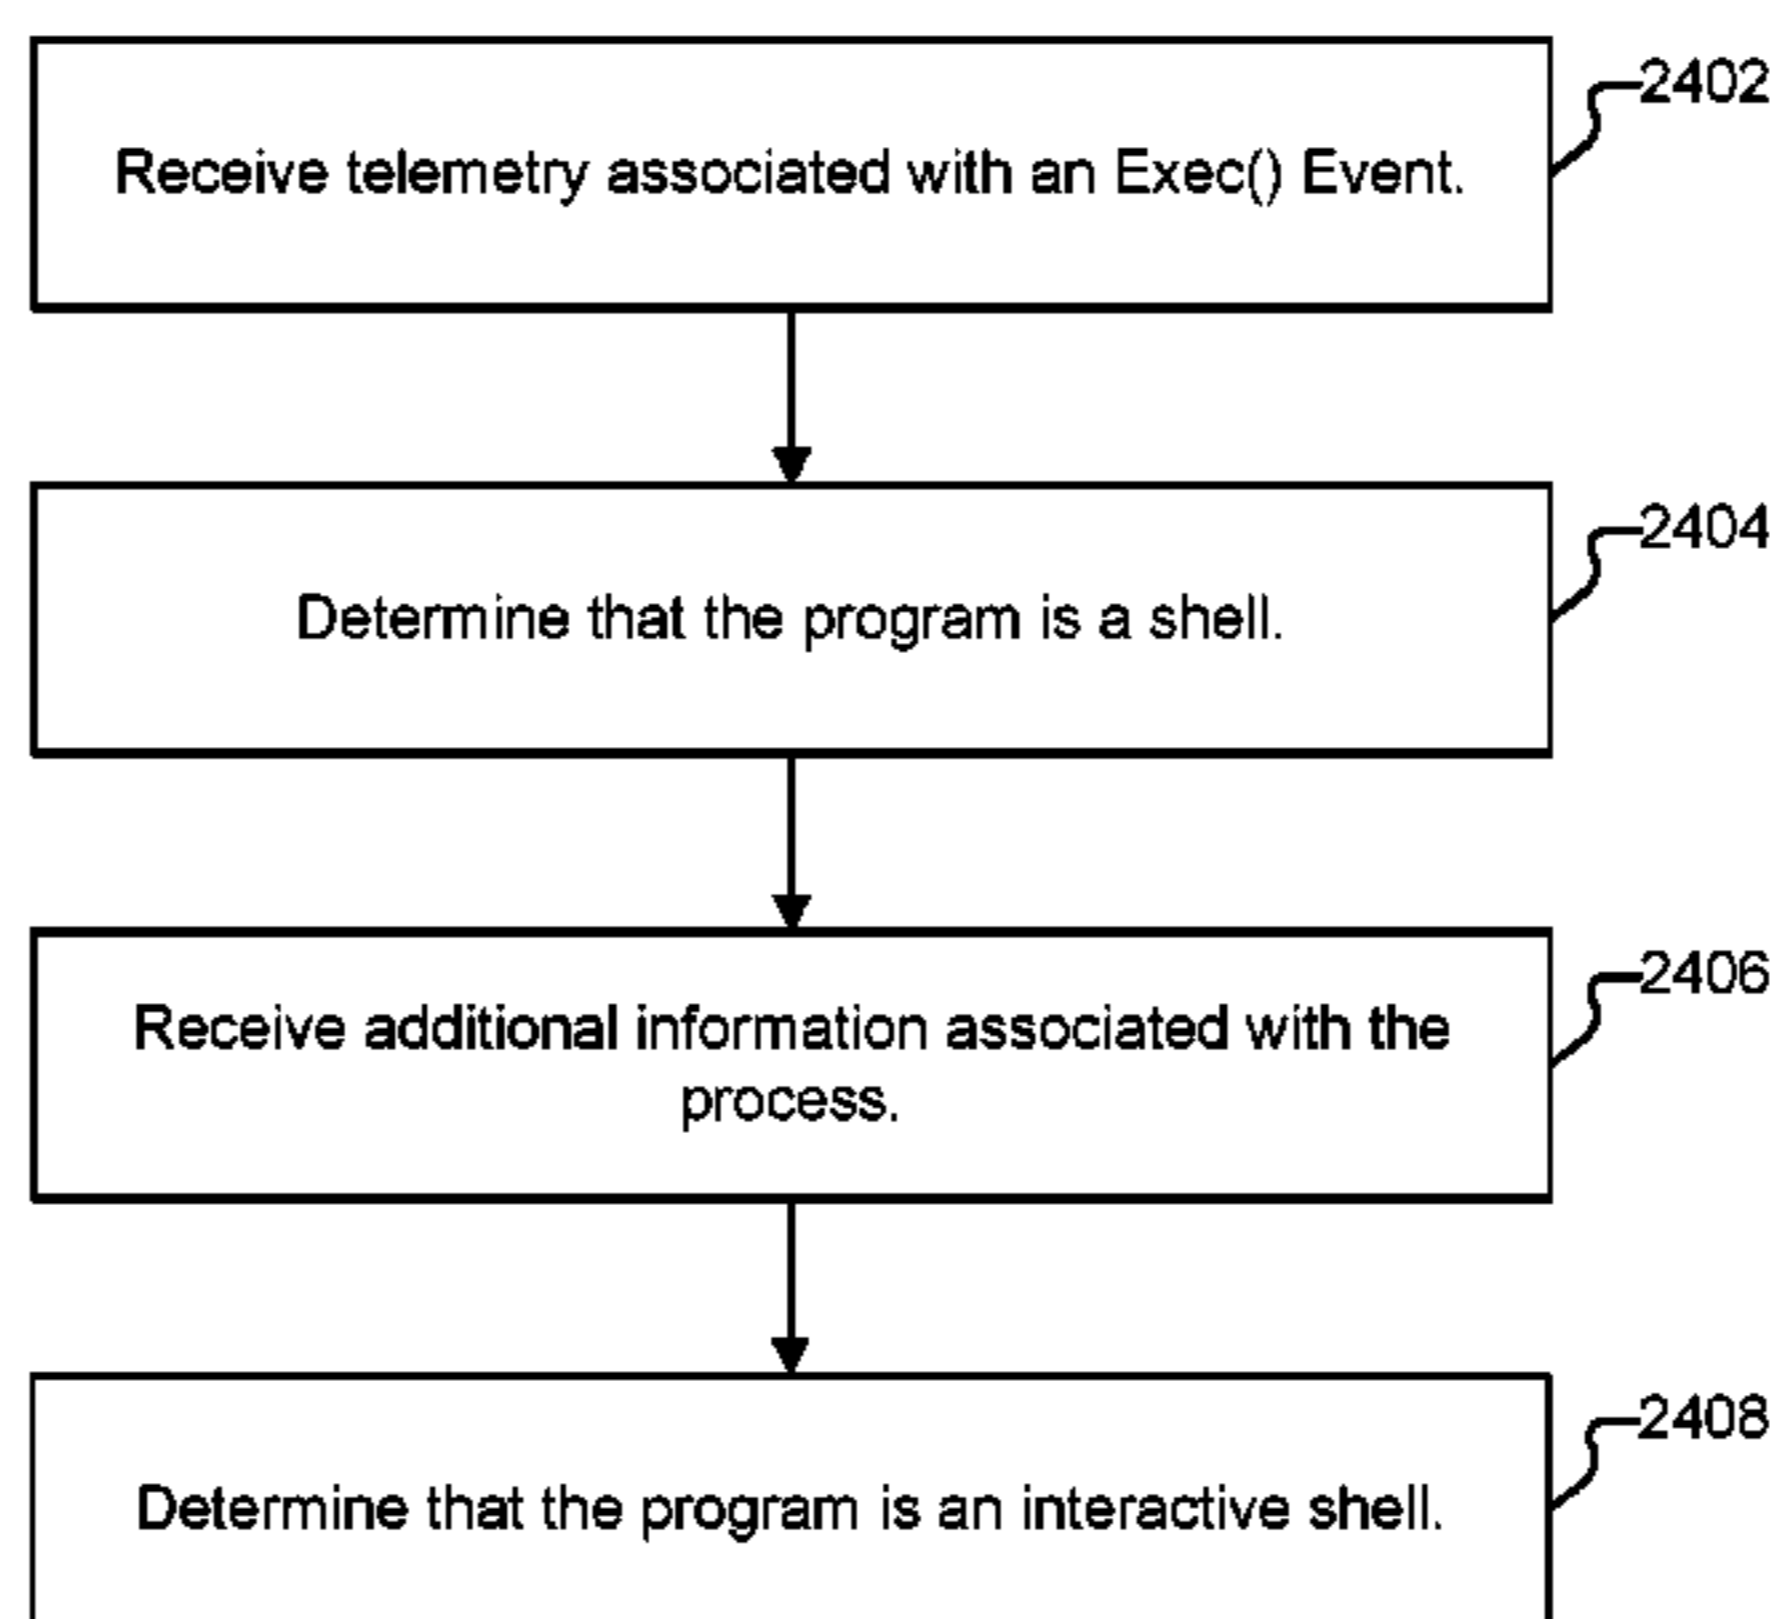 2402
Receive telemetry associated with an Exec() Event.
2404
Determine that the program is a shell.
2406
Receive additional information associated with the
process.
2408
Determine that the program is an interactive shell.